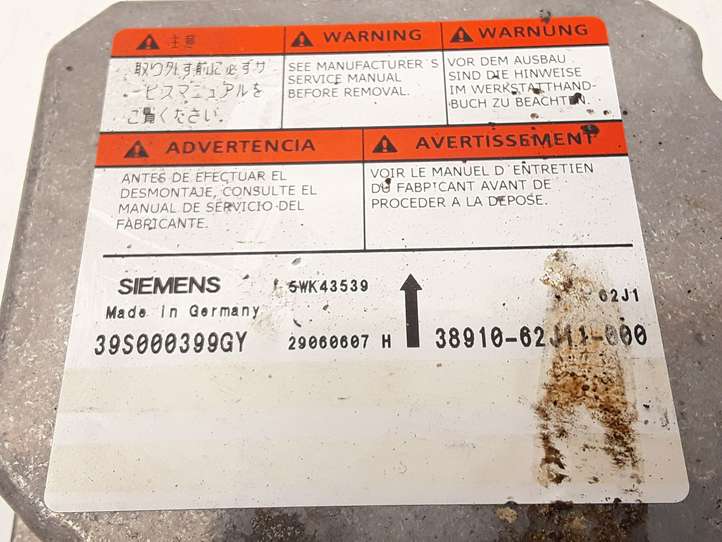 注意
取り外す前に必ずサ
ービスマニュアルを
ご覧ください.
WARNING
SEE MANUFACTURER´S
SERVICE MANUAL
BEFORE REMOVAL.
WARNUNG
VOR DEM AUSBAU
SIND DIE HINWEISE
IM WERKSTATTHAND-
BUCH ZU BEACHTEN.
ADVERTENCIA
ANTES DE EFECTUAR EL
DESMONTAJE, CONSULTE EL
MANUAL DE SERVICIO DEL
FABRICANTE.
AVERTISSEMENT
VOIR LE MANUEL D´ENTRETIEN
DU FABRICANT AVANT DE
PROCEDER A LA DEPOSE.
SIEMENS 5WK43539
62J1
Made in Germany
39S000399GY 29060607 H 38910-62J11-000